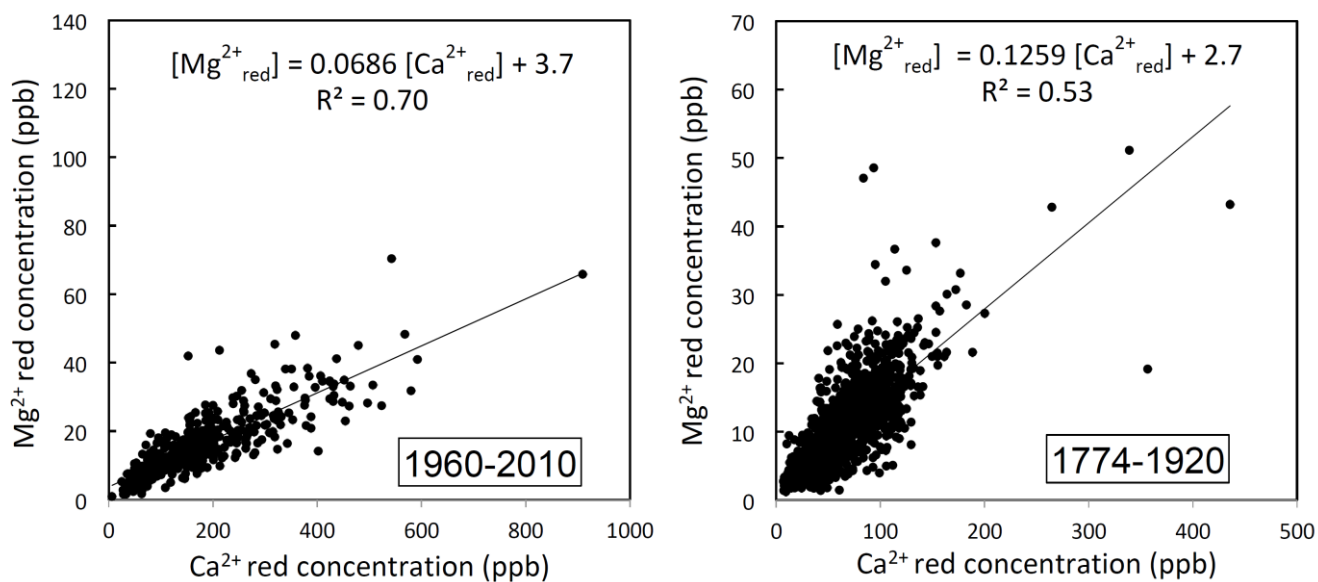 [Mg²⁺red] = 0.0686 [Ca²⁺red] + 3.7
R² = 0.70
Mg²⁺ red concentration (ppb)
140
120
100
80
60
40
20
0
1960-2010
0 200 400 600 800 1000
Ca²⁺ red concentration (ppb)
[Mg²⁺red] = 0.1259 [Ca²⁺red] + 2.7
R² = 0.53
Mg²⁺ red concentration (ppb)
70
60
50
40
30
20
10
0
1774-1920
0 100 200 300 400 500
Ca²⁺ red concentration (ppb)